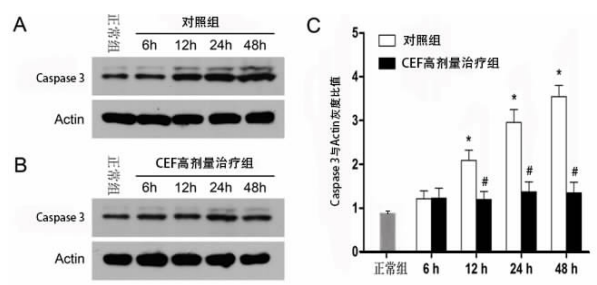 A
正常组
对照组
6h 12h 24h 48h
Caspase 3
Actin
B
正常组
CEF高剂量治疗组
6h 12h 24h 48h
Caspase 3
Actin
C
对照组
CEF高剂量治疗组
Caspase 3与Actin灰度比值
5
4
3
2
1
0
* * *
# # #
正常组 6 h 12 h 24 h 48 h